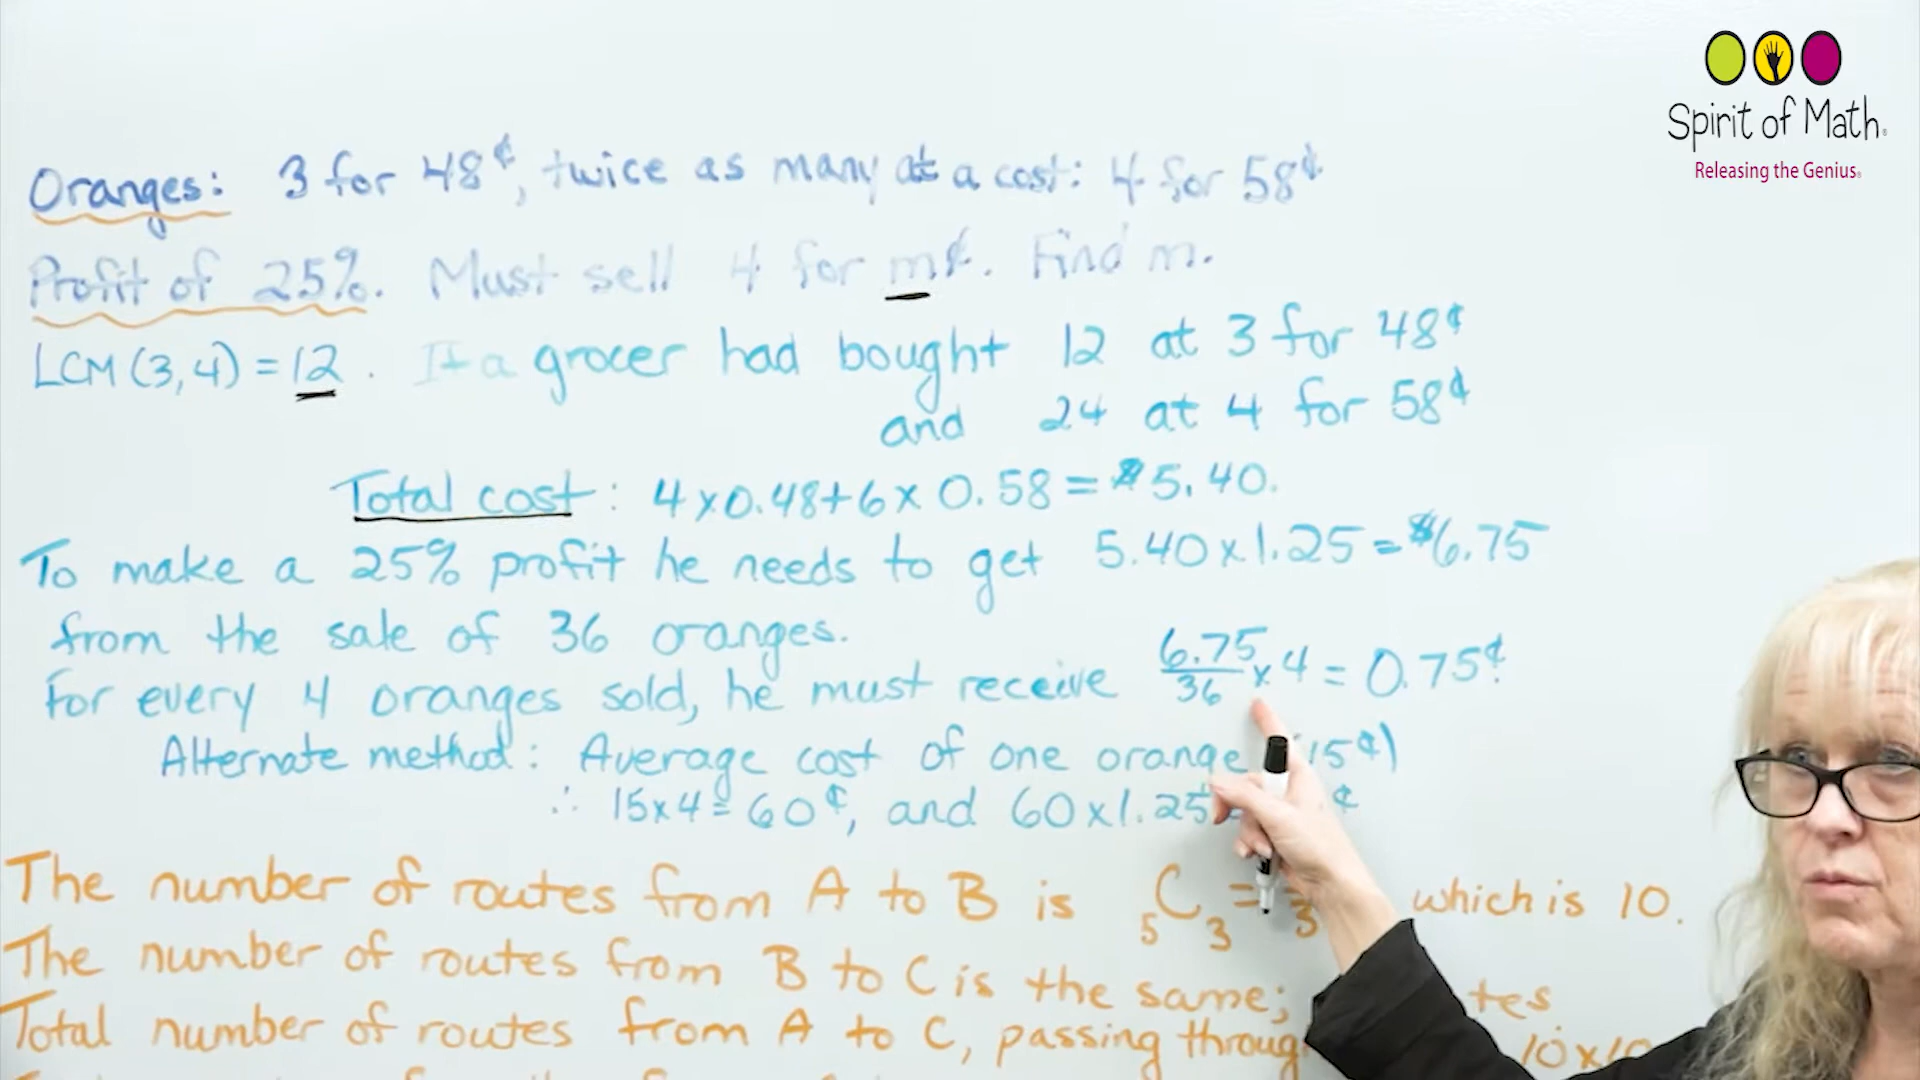 Spirit of Math
Releasing the Genius
Oranges: 3 for 48¢, twice as many at a cost: 4 for 58¢
Profit of 25%. Must sell 4 for m¢. Find m.
LCM (3,4) = 12. If a grocer had bought 12 at 3 for 48¢
and 24 at 4 for 58¢
Total cost: 4 x 0.48 + 6 x 0.58 = $5.40.
To make a 25% profit he needs to get 5.40 x 1.25 = $6.75
from the sale of 36 oranges.
For every 4 oranges sold, he must receive 6.75/36 x 4 = 0.75¢.
Alternate method: Average cost of one orange 15¢)
∴ 15 x 4 = 60¢, and 60 x 1.25 ¢
The number of routes from A to B is 5C3 = 3 which is 10.
The number of routes from B to C is the same;
Total number of routes from A to C, passing 10x10